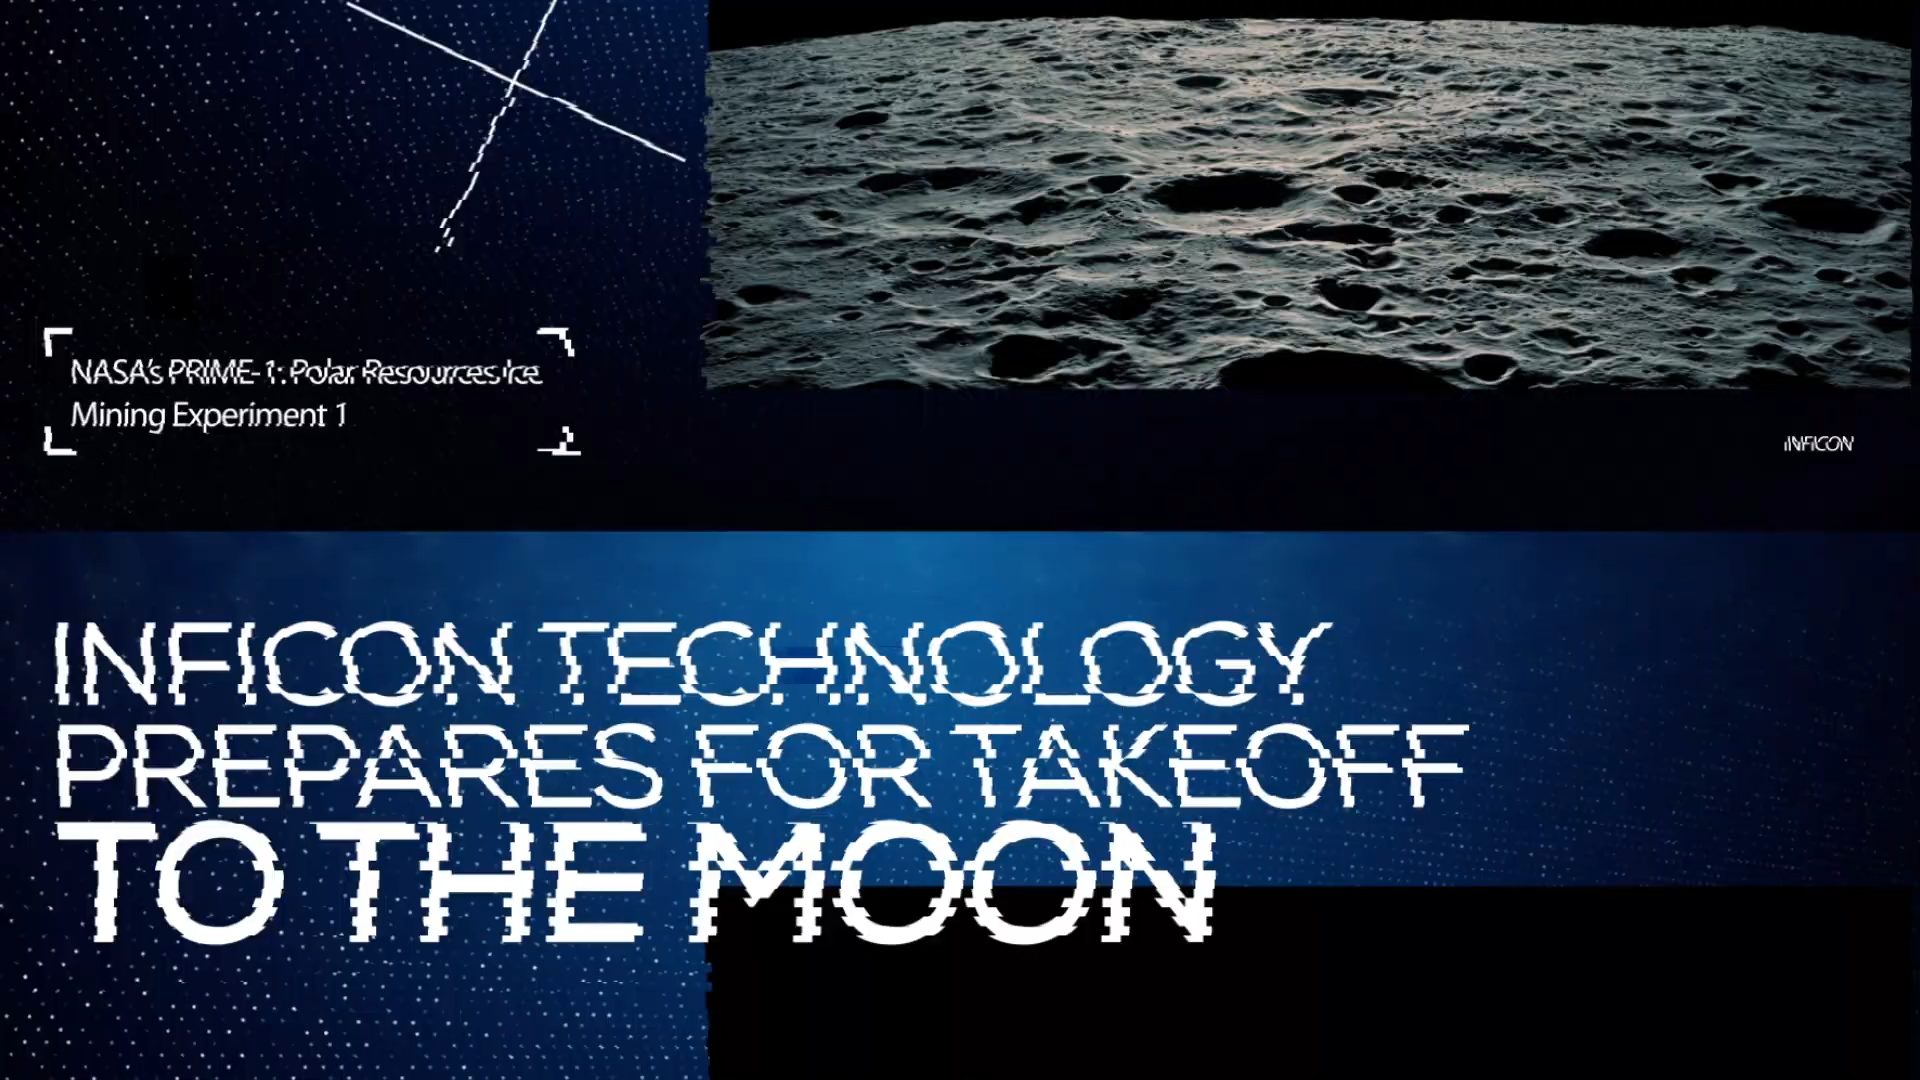 NASA's PRIME-1: Polar Resources Ice
Mining Experiment 1
INFICON
INFICON TECHNOLOGY
PREPARES FOR TAKEOFF
TO THE MOON